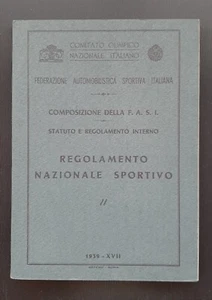 COMITATO OLIMPICO
NAZIONALE ITALIANO
FEDERAZIONE AUTOMOBILISTICA SPORTIVA ITALIANA
COMPOSIZIONE DELLA F. A. S. I.
STATUTO E REGOLAMENTO INTERNO
REGOLAMENTO
NAZIONALE SPORTIVO
1939 - XVII